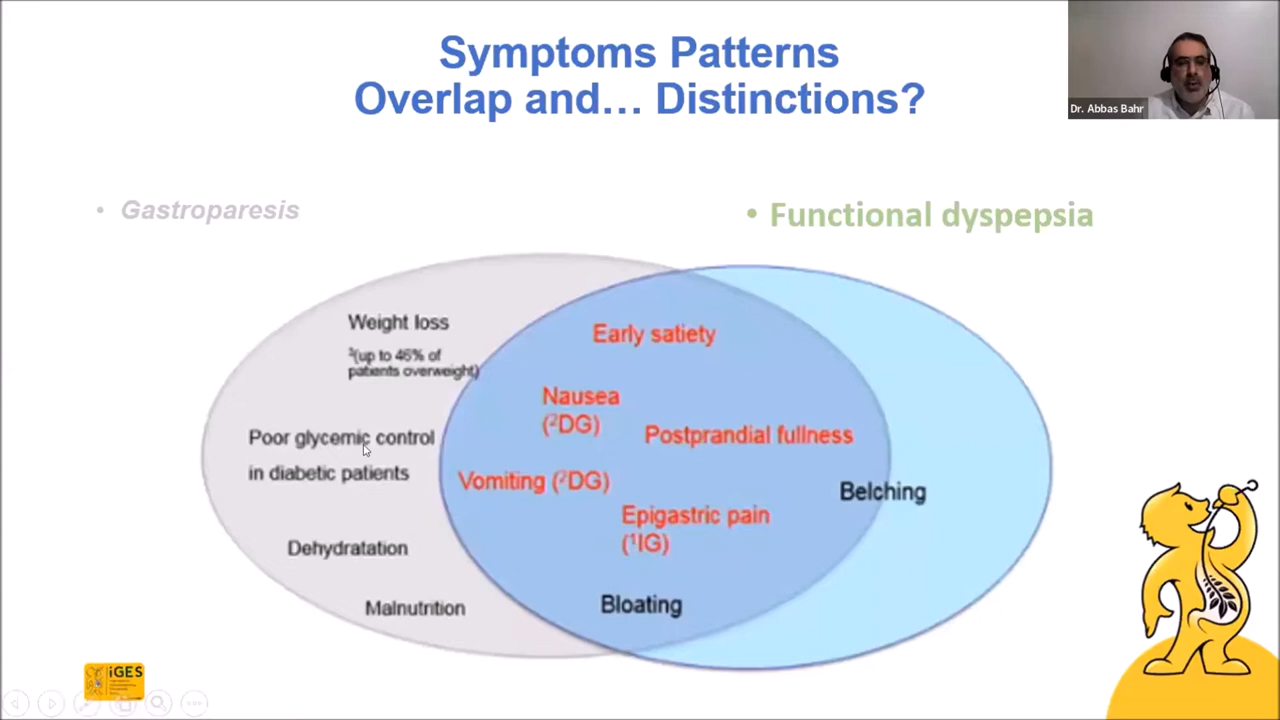 Symptoms Patterns
Overlap and… Distinctions?
Dr. Abbas Bahr
• Gastroparesis
• Functional dyspepsia
Weight loss
³(up to 46% of
patients overweight)
Poor glycemic control
in diabetic patients
Dehydratation
Malnutrition
Early satiety
Nausea
(²DG)
Postprandial fullness
Vomiting (²DG)
Epigastric pain
(¹IG)
Bloating
Belching
iGES